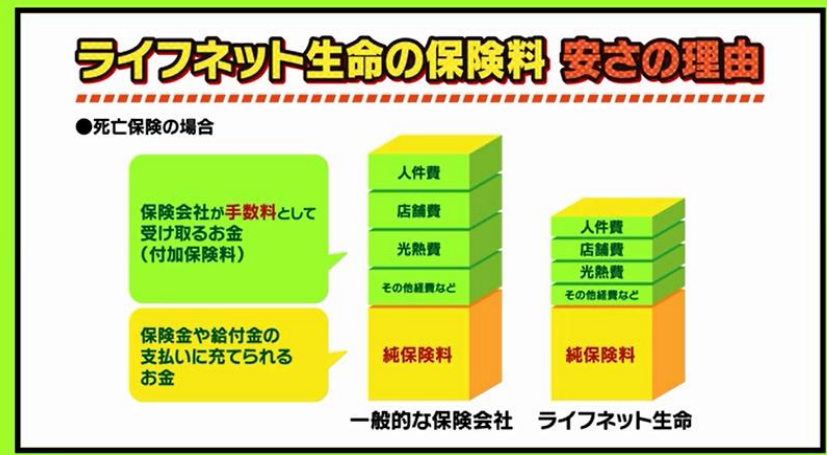 ライフネット生命の保険料 安さの理由
●死亡保険の場合
保険会社が手数料として
受け取るお金
（付加保険料）
保険金や給付金の
支払いに充てられる
お金
人件費
店舗費
光熱費
その他経費など
純保険料
一般的な保険会社
人件費
店舗費
光熱費
その他経費など
純保険料
ライフネット生命